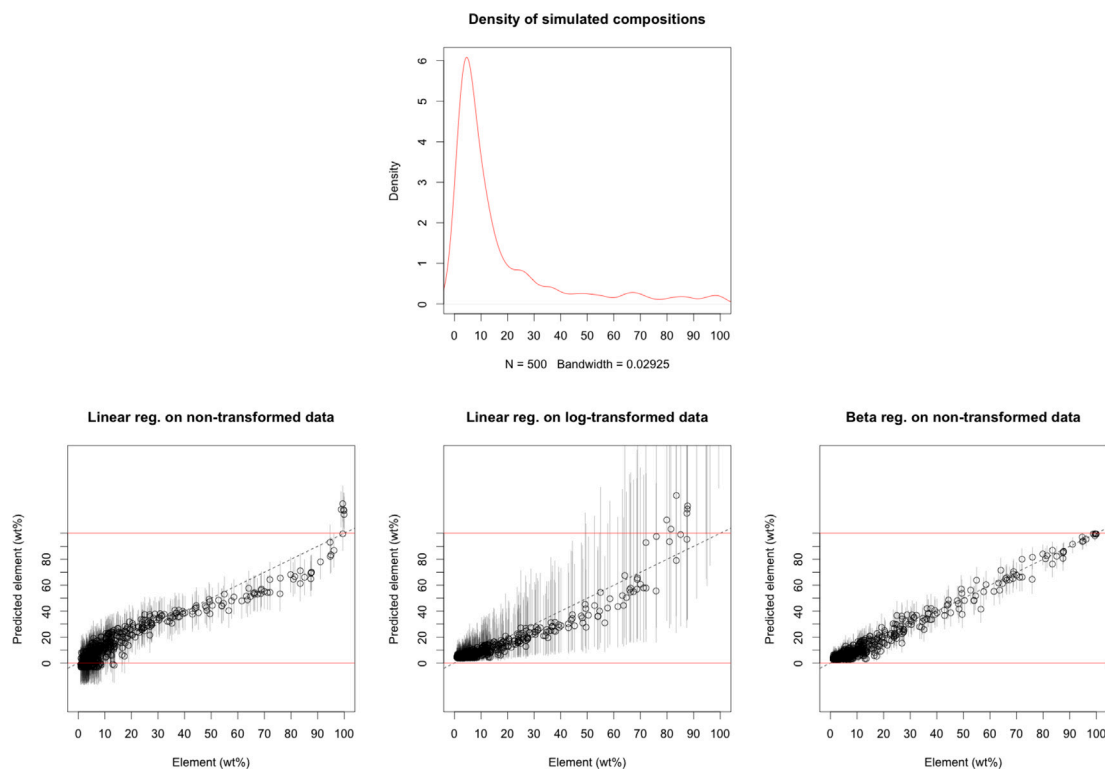 Density of simulated compositions
Density
6
5
4
3
2
1
0
0 10 20 30 40 50 60 70 80 90 100
N = 500 Bandwidth = 0.02925
Linear reg. on non-transformed data
Predicted element (wt%)
80
60
40
20
0
0 10 20 30 40 50 60 70 80 90 100
Element (wt%)
Linear reg. on log-transformed data
Predicted element (wt%)
80
60
40
20
0
0 10 20 30 40 50 60 70 80 90 100
Element (wt%)
Beta reg. on non-transformed data
Predicted element (wt%)
80
60
40
20
0
0 10 20 30 40 50 60 70 80 90 100
Element (wt%)